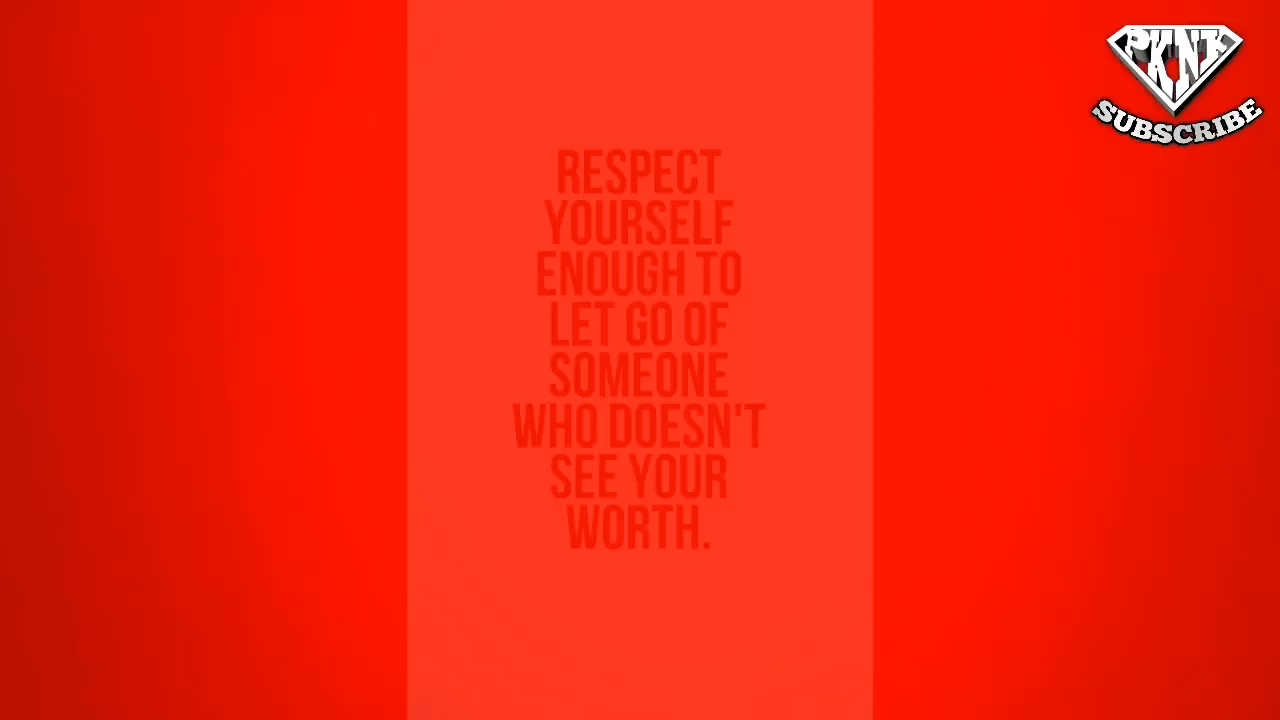 PKNK
SUBSCRIBE
RESPECT
YOURSELF
ENOUGH TO
LET GO OF
SOMEONE
WHO DOESN'T
SEE YOUR
WORTH.